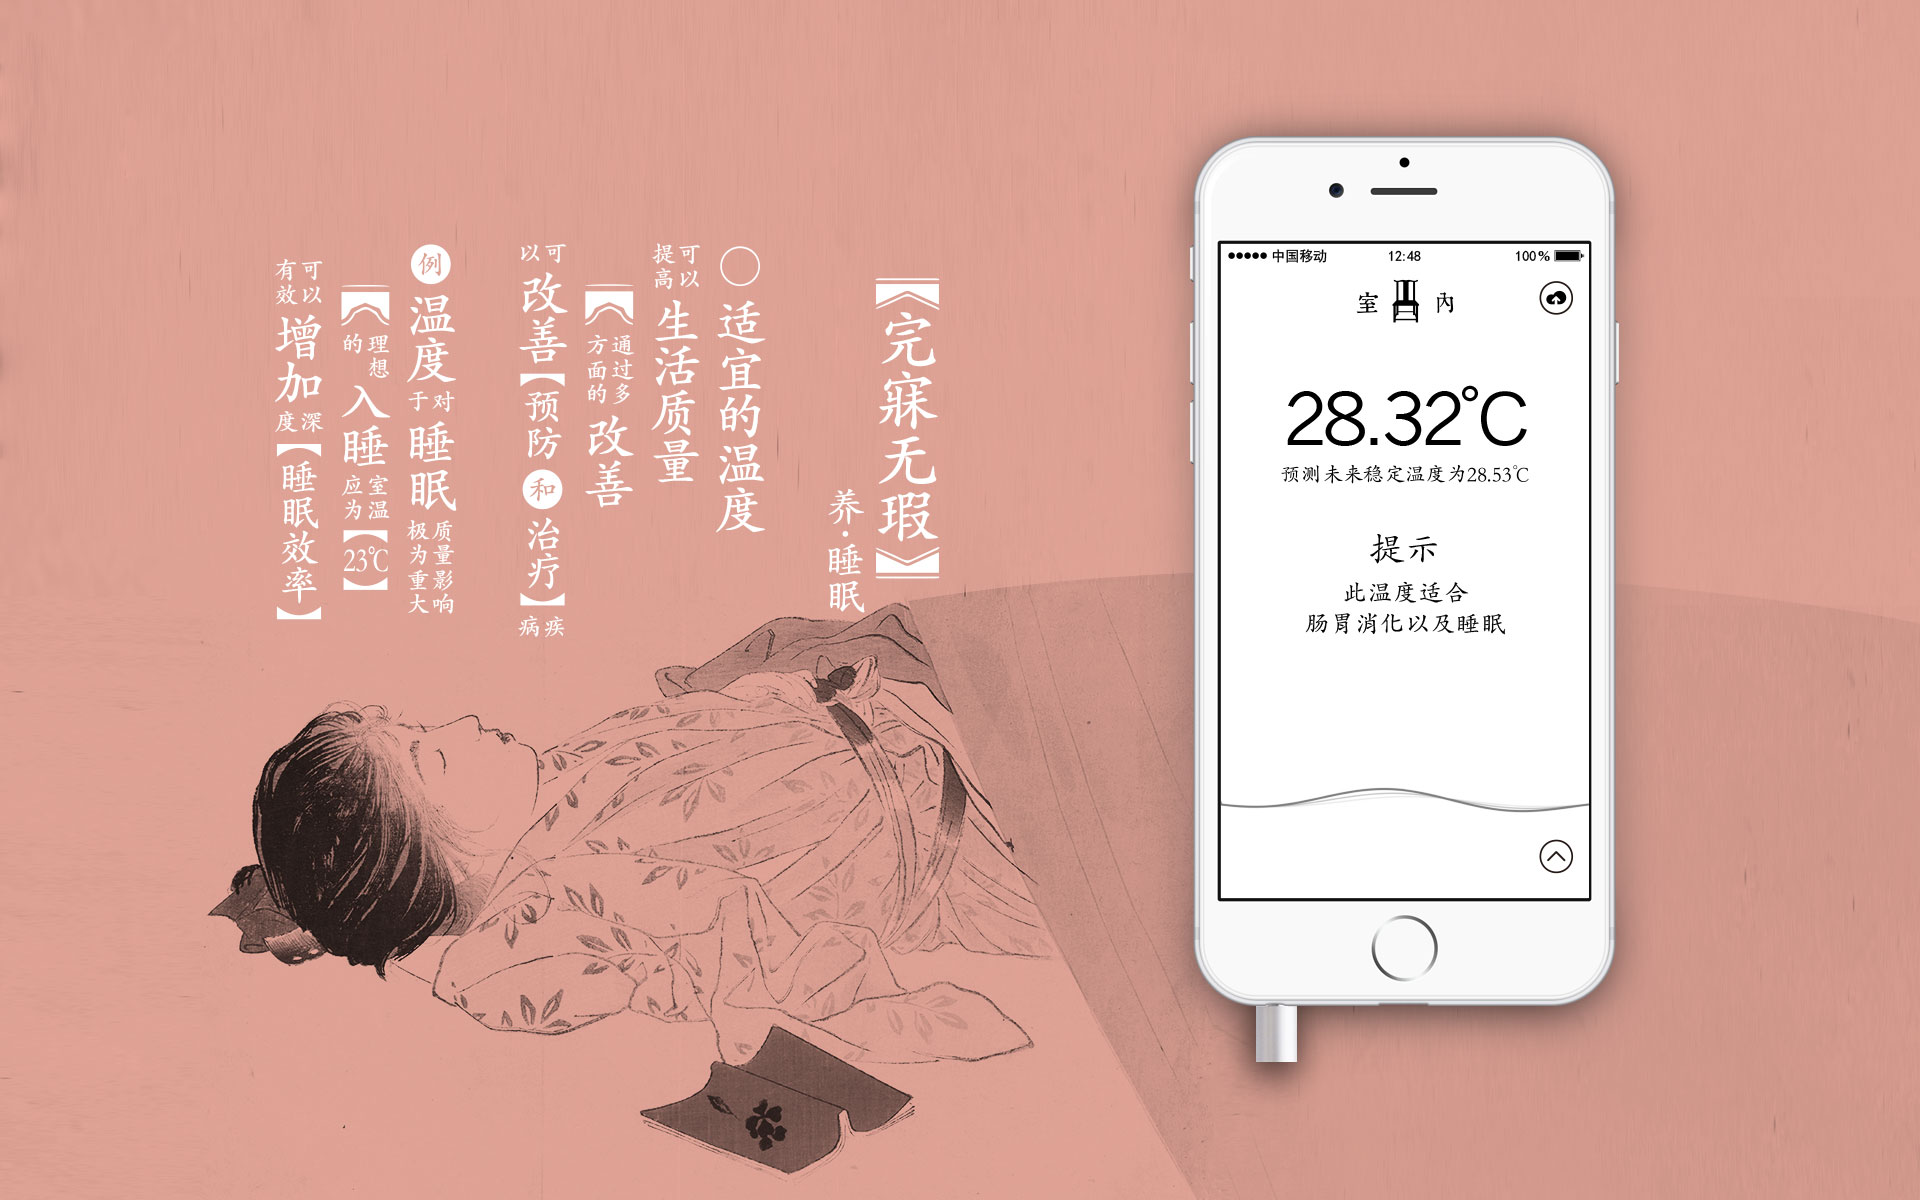 《完寐无瑕》
养·睡眠
○适宜的温度
可以提高生活质量
通过多方面的改善
可以改善【预防和治疗】疾病
例温度对于睡眠质量影响极为重大
理想的入睡室温应为【23℃】
可以有效增加深度【睡眠效率】
中国移动 12:48 100%
室內
28.32℃
预测未来稳定温度为28.53℃
提示
此温度适合
肠胃消化以及睡眠